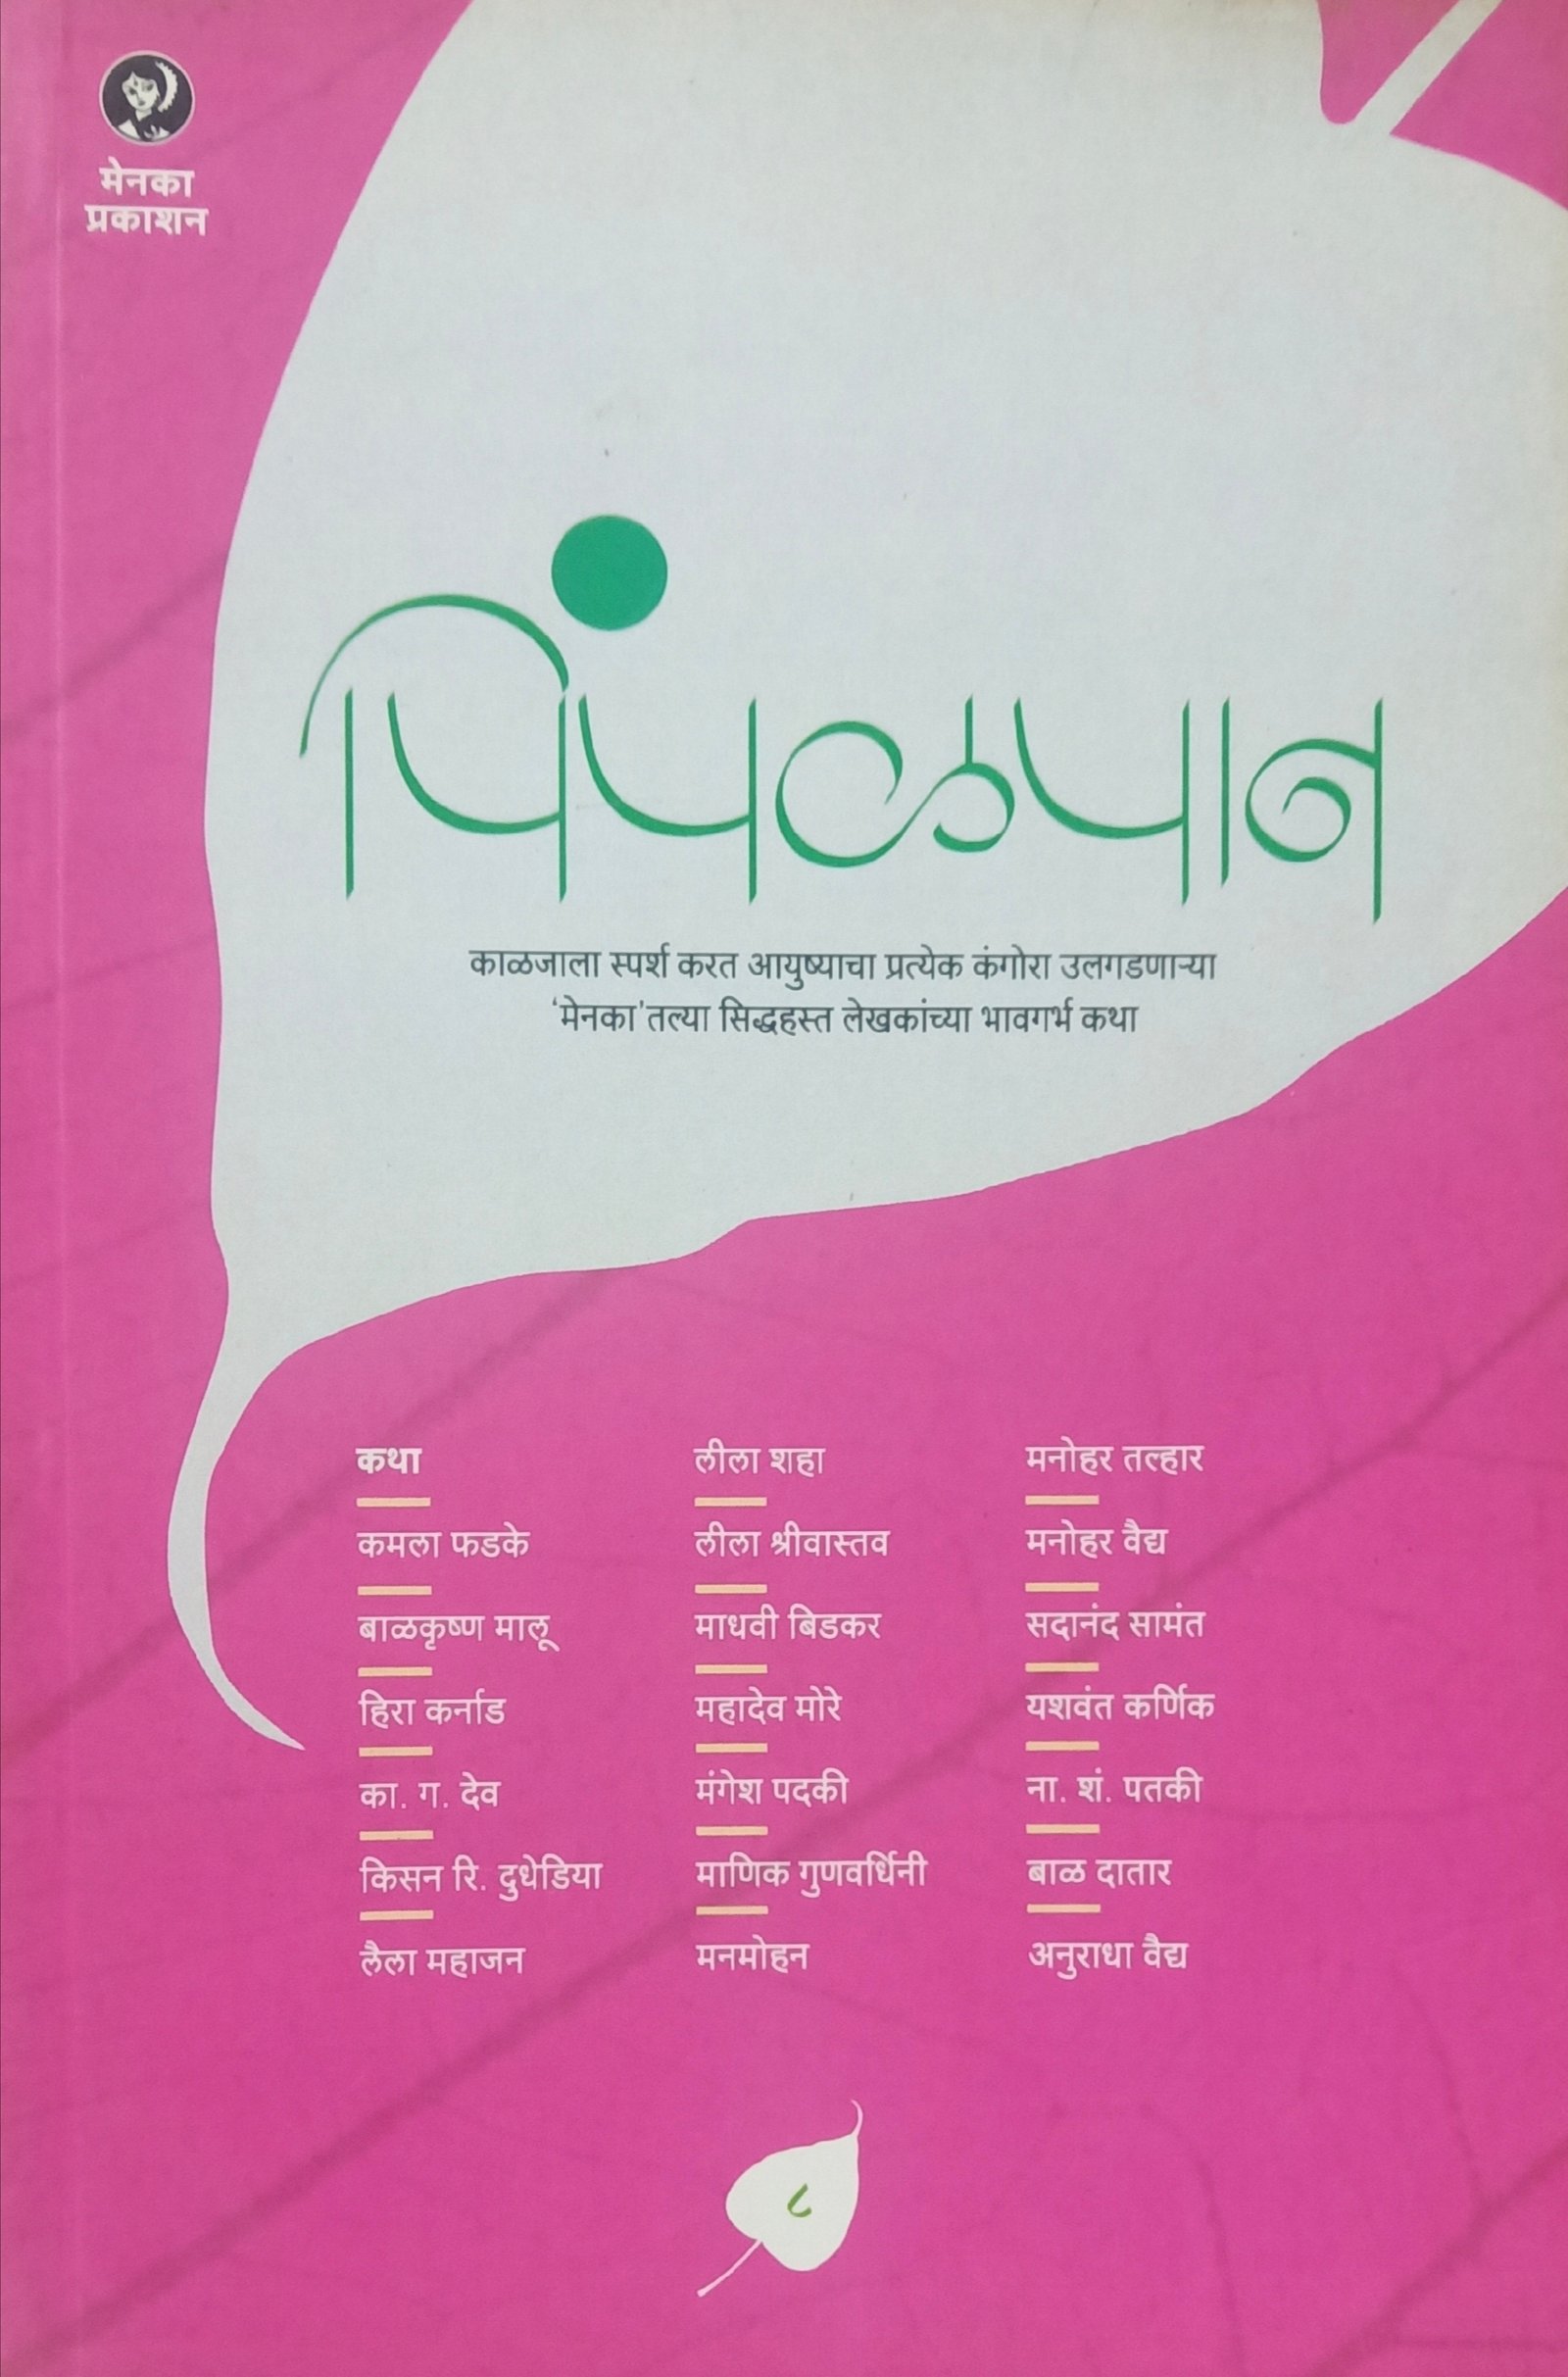 मेनका
प्रकाशन
पिंपळपान
काळजाला स्पर्श करत आयुष्याचा प्रत्येक कंगोरा उलगडणाऱ्या
‘मेनका’तल्या सिद्धहस्त लेखकांच्या भावगर्भ कथा
कथा
कमला फडके
बाळकृष्ण मालू
हिरा कर्नाड
का. ग. देव
किसन रि. दुधेडिया
लैला महाजन
लीला शहा
लीला श्रीवास्तव
माधवी बिडकर
महादेव मोरे
मंगेश पदकी
माणिक गुणवर्धिनी
मनमोहन
मनोहर तल्हार
मनोहर वैद्य
सदानंद सामंत
यशवंत कर्णिक
ना. शं. पतकी
बाळ दातार
अनुराधा वैद्य
८